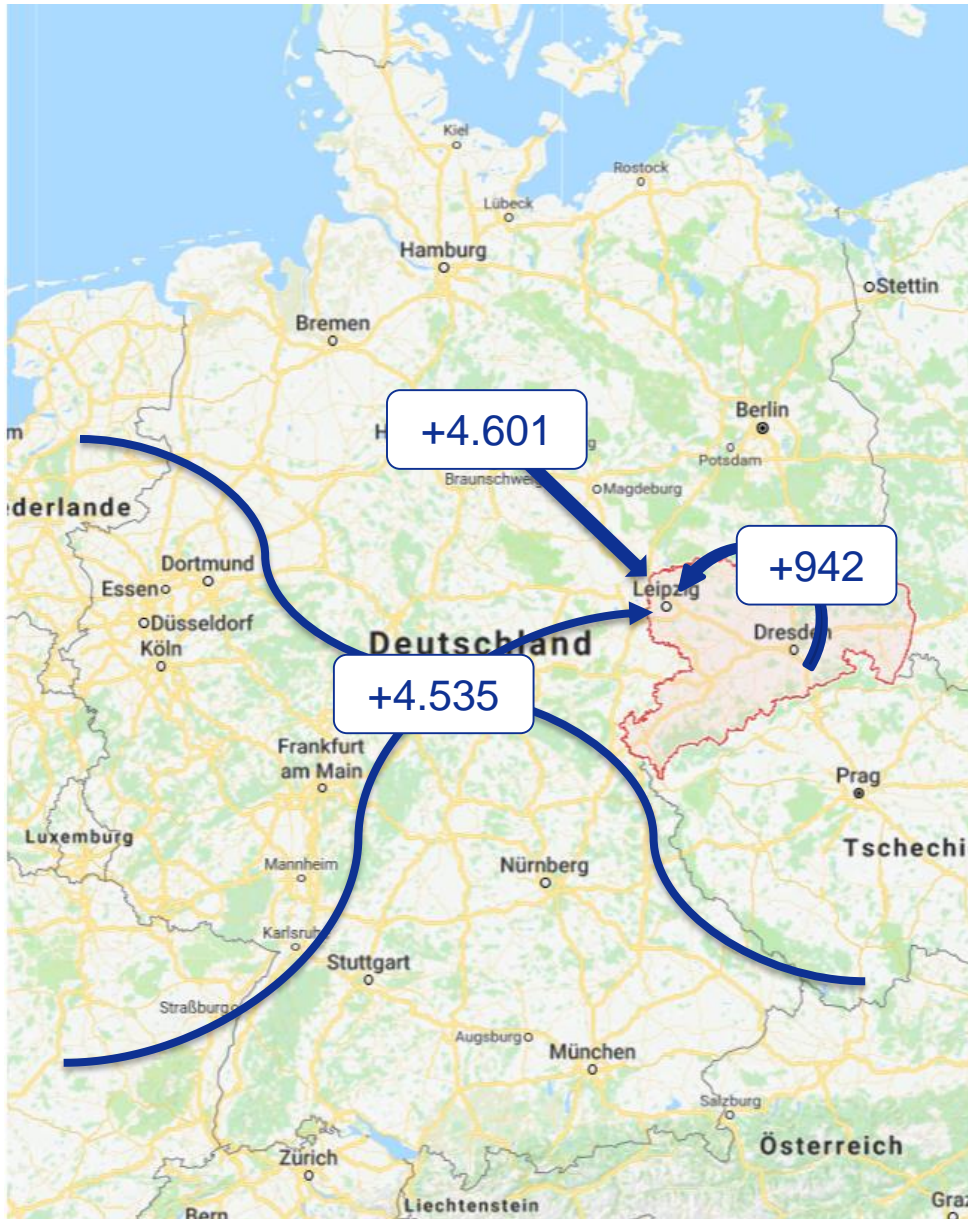 Kiel
Rostock
Lübeck
Hamburg
Stettin
Bremen
Berlin
+4.601
Potsdam
Braunschweig
Magdeburg
ederlande
Dortmund
Essen
+942
Leipzig
Düsseldorf
Dresden
Köln
Deutschland
+4.535
Frankfurt
am Main
Prag
Luxemburg
Tschechi
Mannheim
Nürnberg
Karlsruhe
Stuttgart
Straßburg
Augsburg
München
Salzburg
Österreich
Zürich
Liechtenstein
Graz
Bern